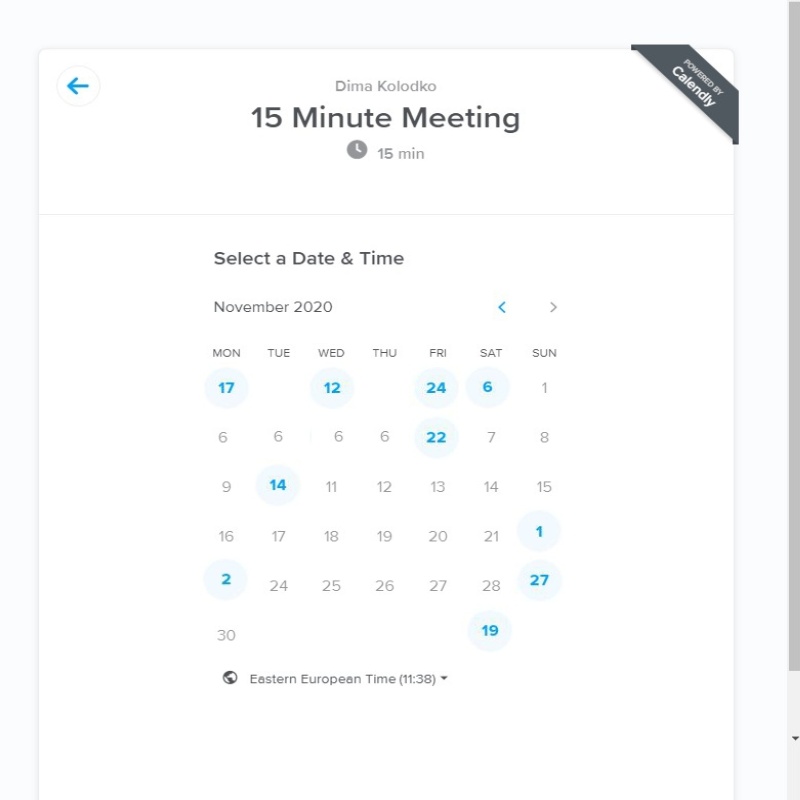 Dima Kolodko
15 Minute Meeting
15 min
POWERED BY
Calendly
Select a Date & Time
November 2020
MON TUE WED THU FRI SAT SUN
17 12 24 6 1
6 6 6 6 22 7 8
9 14 11 12 13 14 15
16 17 18 19 20 21 1
2 24 25 26 27 28 27
30 19
Eastern European Time (11:38)